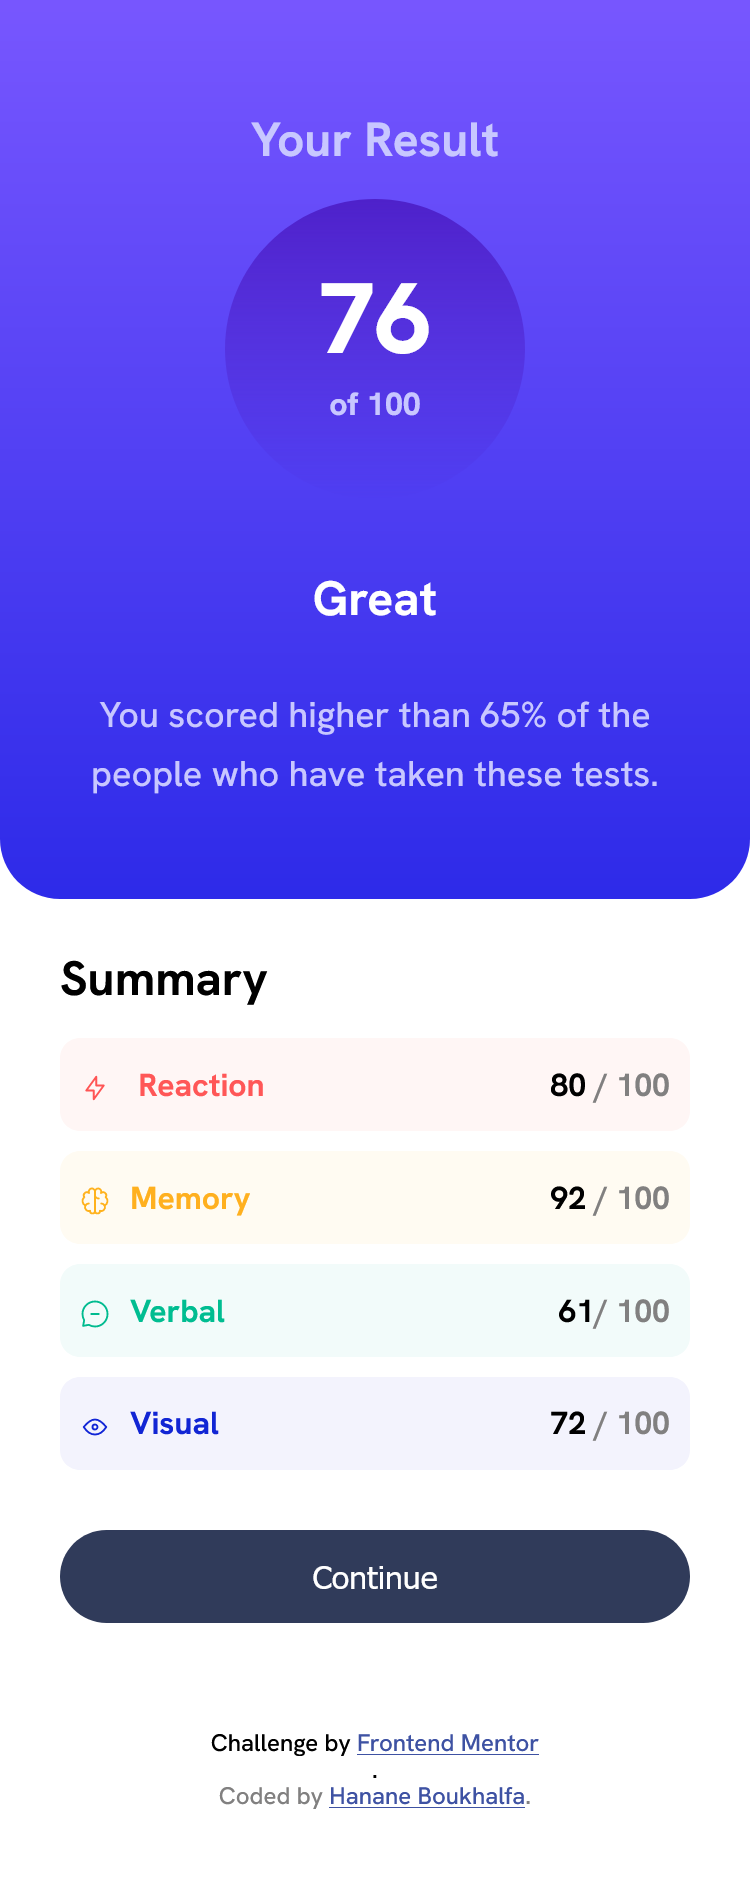 Your Result
76
of 100
Great
You scored higher than 65% of the
people who have taken these tests.
Summary
Reaction 80 / 100
Memory 92 / 100
Verbal 61/ 100
Visual 72 / 100
Continue
Challenge by Frontend Mentor
.
Coded by Hanane Boukhalfa.